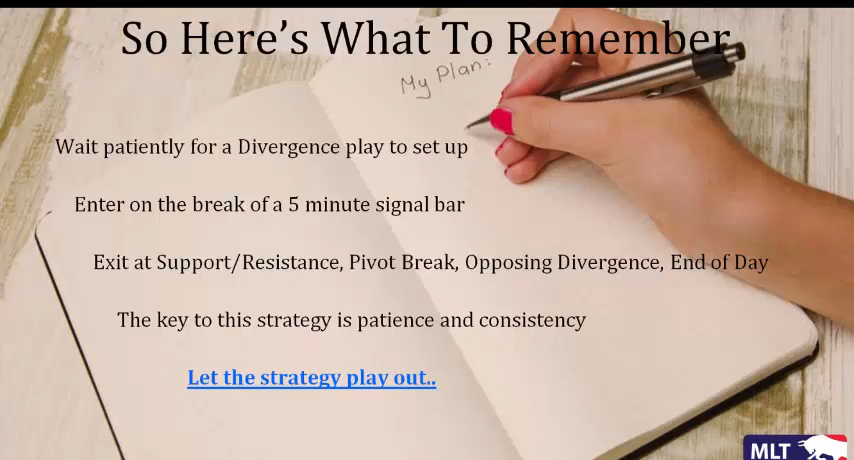 So Here's What To Remember
My Plan:
Wait patiently for a Divergence play to set up
Enter on the break of a 5 minute signal bar
Exit at Support/Resistance, Pivot Break, Opposing Divergence, End of Day
The key to this strategy is patience and consistency
Let the strategy play out..
MLT